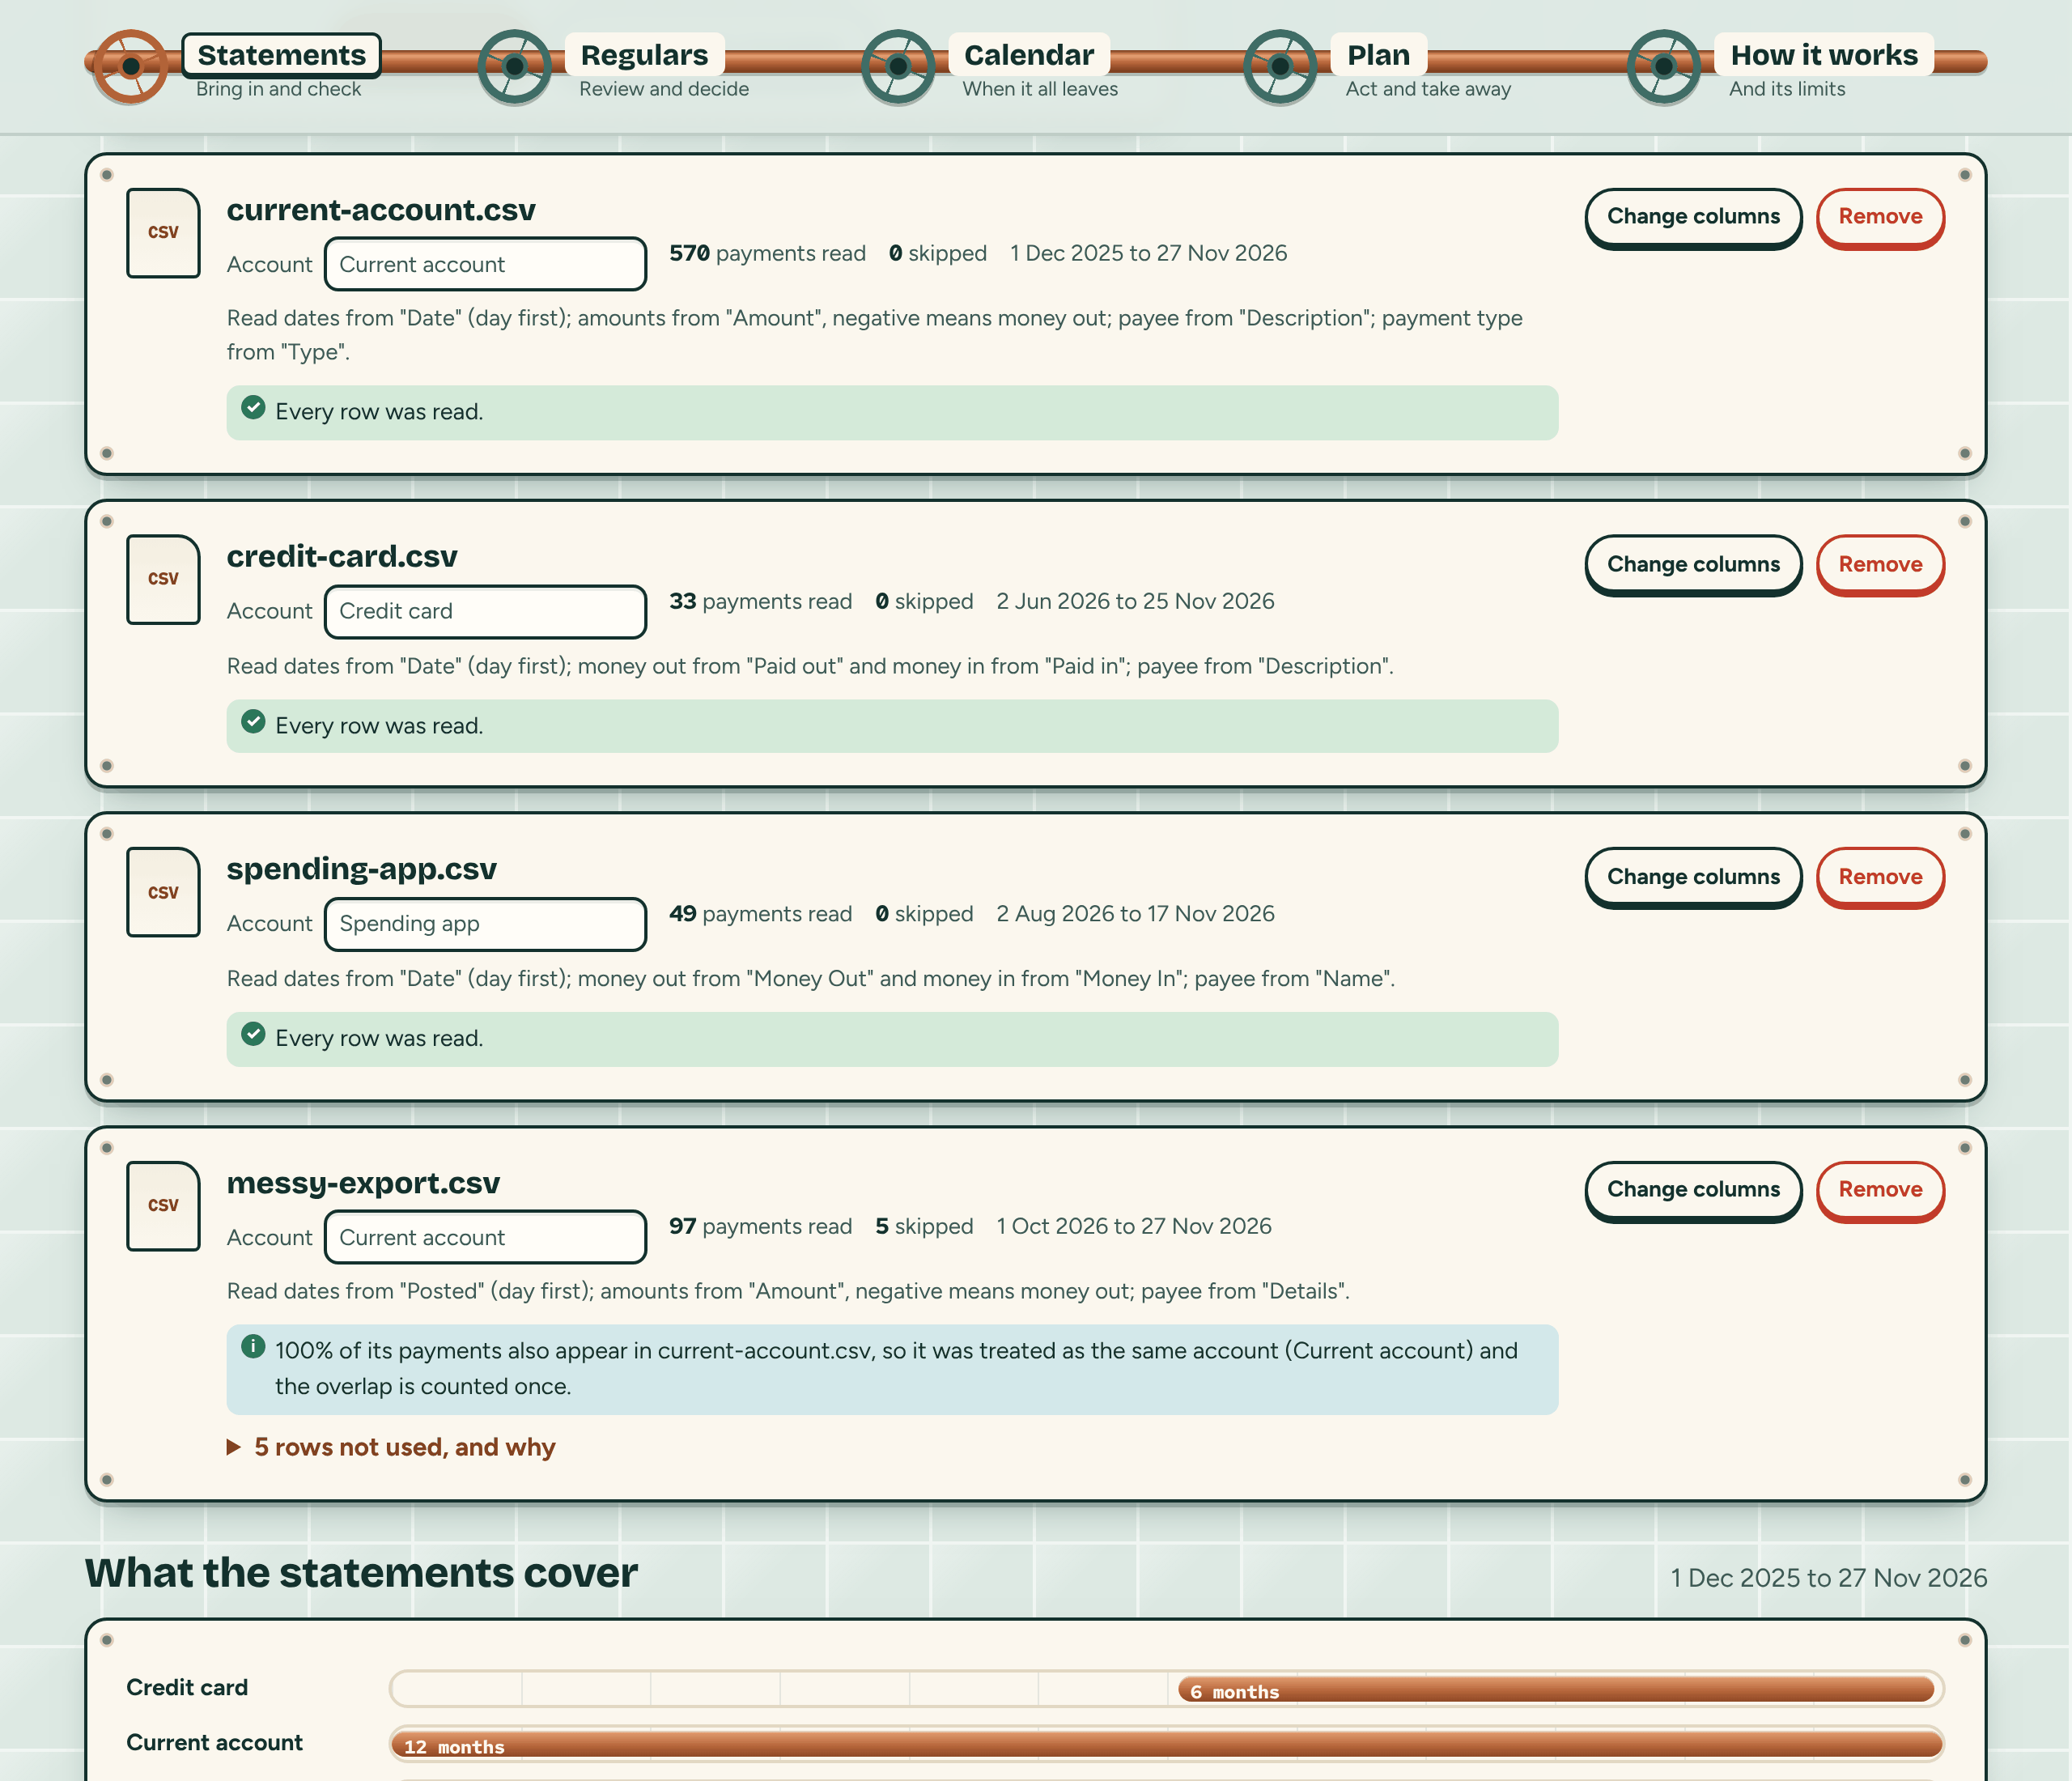 Statements
Bring in and check
Regulars
Review and decide
Calendar
When it all leaves
Plan
Act and take away
How it works
And its limits
CSV
current-account.csv
Account
Current account
570 payments read 0 skipped 1 Dec 2025 to 27 Nov 2026
Change columns
Remove
Read dates from "Date" (day first); amounts from "Amount", negative means money out; payee from "Description"; payment type
from "Type".
Every row was read.
CSV
credit-card.csv
Account
Credit card
33 payments read 0 skipped 2 Jun 2026 to 25 Nov 2026
Change columns
Remove
Read dates from "Date" (day first); money out from "Paid out" and money in from "Paid in"; payee from "Description".
Every row was read.
CSV
spending-app.csv
Account
Spending app
49 payments read 0 skipped 2 Aug 2026 to 17 Nov 2026
Change columns
Remove
Read dates from "Date" (day first); money out from "Money Out" and money in from "Money In"; payee from "Name".
Every row was read.
CSV
messy-export.csv
Account
Current account
97 payments read 5 skipped 1 Oct 2026 to 27 Nov 2026
Change columns
Remove
Read dates from "Posted" (day first); amounts from "Amount", negative means money out; payee from "Details".
i
100% of its payments also appear in current-account.csv, so it was treated as the same account (Current account) and
the overlap is counted once.
5 rows not used, and why
What the statements cover
1 Dec 2025 to 27 Nov 2026
Credit card
6 months
Current account
12 months